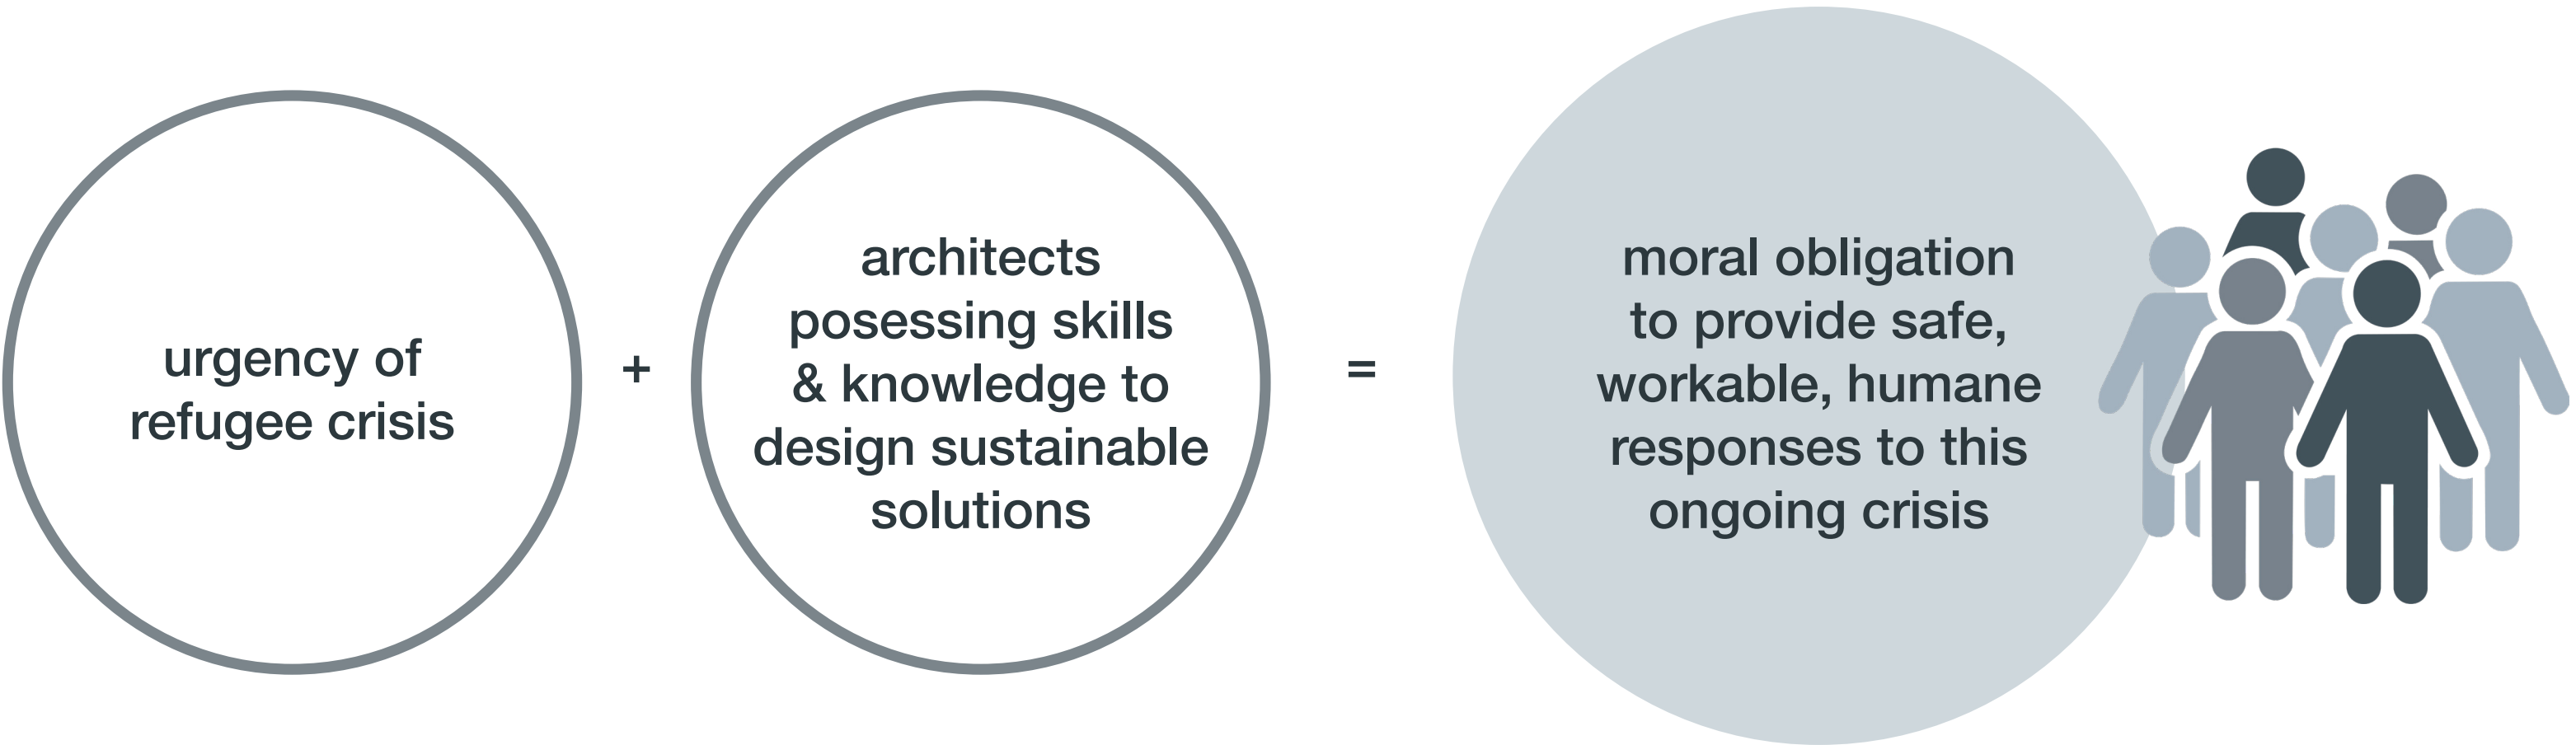 urgency of
refugee crisis
+
architects
posessing skills
& knowledge to
design sustainable
solutions
=
moral obligation
to provide safe,
workable, humane
responses to this
ongoing crisis